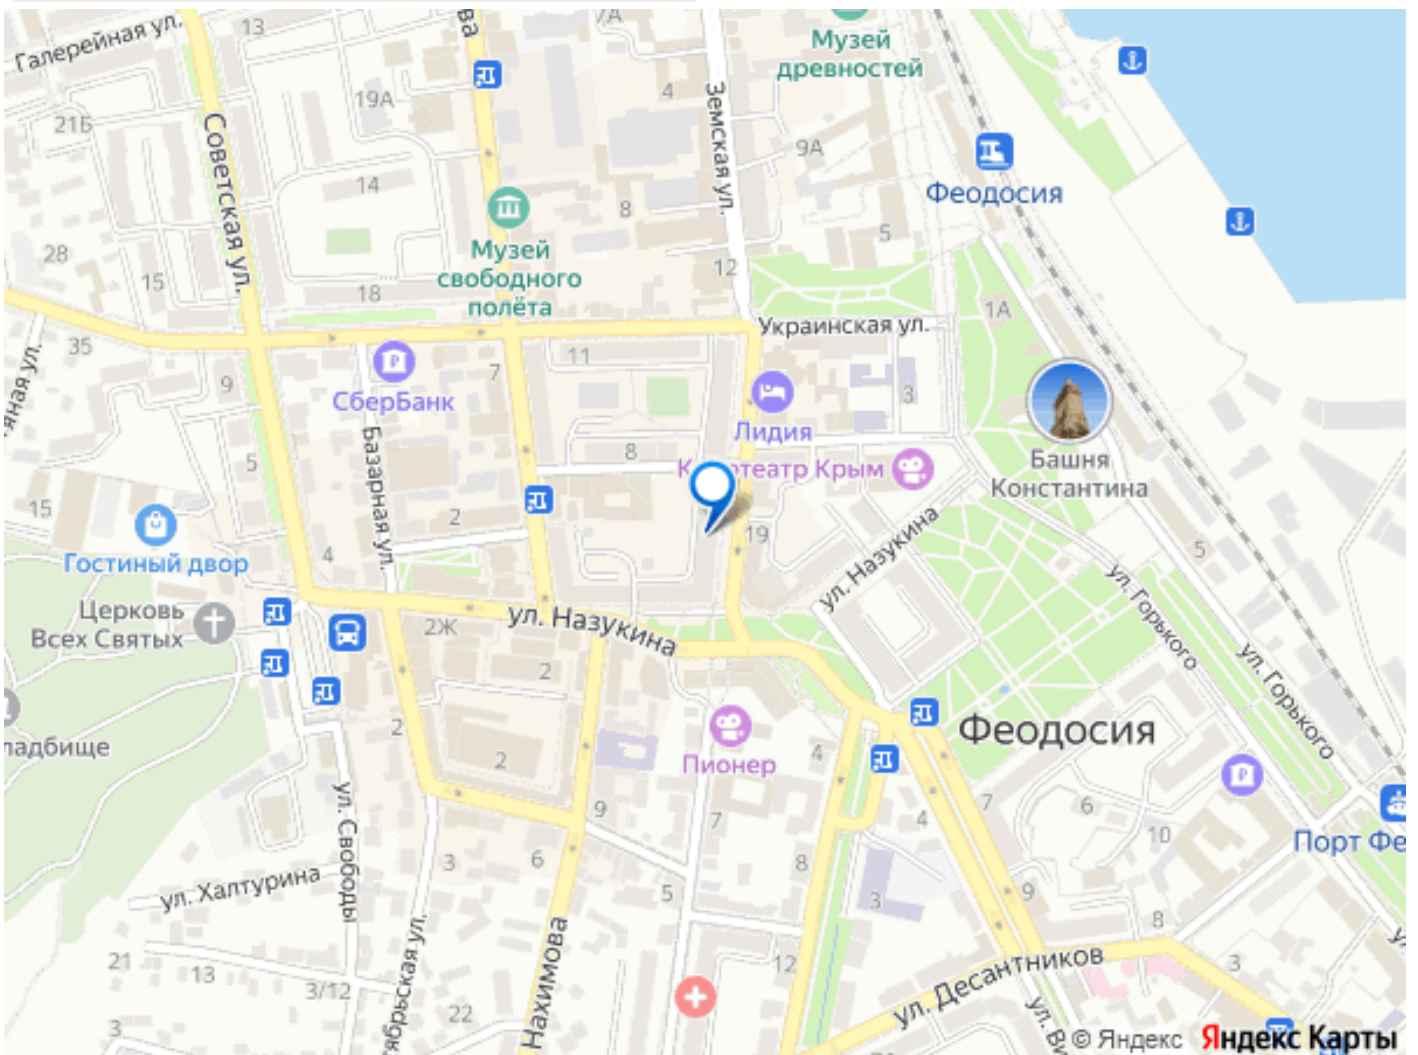 Галерейная ул.
13
7А
Музей
древностей
21Б
19А
4
Земская ул.
9А
Советская ул.
14
Феодосия
Музей
свободного
полёта
8
5
28
15
18
12
1А
35
Украинская ул.
9
СберБанк
7
11
3
Лидия
Башня
Константина
5
Базарная ул.
8
Крым
15
2
19
ул. Назукина
5
Гостиный двор
4
ул. Горького
Церковь
Всех Святых
2Ж
ул. Назукина
2
ул. Горького
2
Пионер
4
Феодосия
2
9
7
7
6
10
Порт
4
ул. Свободы
3
6
5
8
3
9
ул. Халтурина
8
21
13
3/12
22
Нахимова
12
ул. Десантников
3
3
© Яндекс
Яндекс Карты